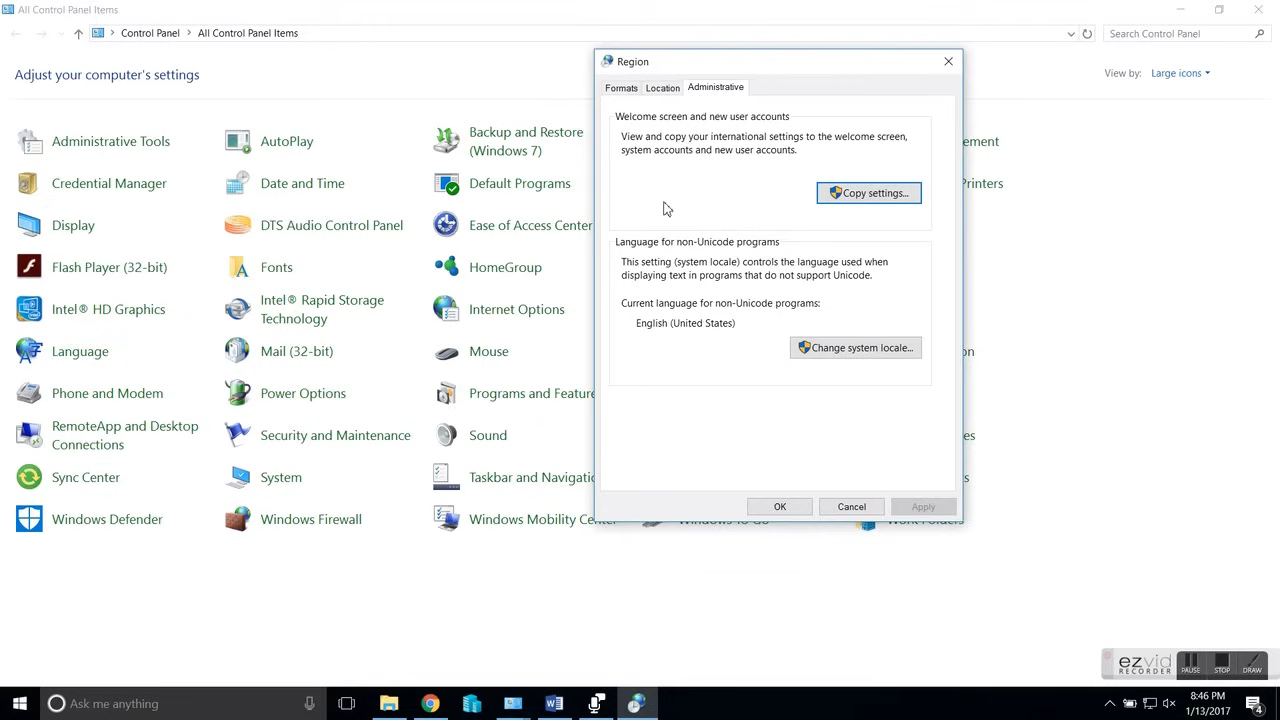 All Control Panel Items
Control Panel
All Control Panel Items
Search Control Panel
Adjust your computer's settings
View by:
Large icons
Administrative Tools
AutoPlay
Backup and Restore
(Windows 7)
Credential Manager
Date and Time
Default Programs
Display
DTS Audio Control Panel
Ease of Access Center
Flash Player (32-bit)
Fonts
HomeGroup
Intel® HD Graphics
Intel® Rapid Storage
Technology
Internet Options
Language
Mail (32-bit)
Mouse
Phone and Modem
Power Options
Programs and Feature
RemoteApp and Desktop
Connections
Security and Maintenance
Sound
Sync Center
System
Taskbar and Navigatio
Windows Defender
Windows Firewall
Windows Mobility Center
Windows To Go
Work Folders
Region
Formats
Location
Administrative
Welcome screen and new user accounts
View and copy your international settings to the welcome screen,
system accounts and new user accounts.
Copy settings...
Language for non-Unicode programs
This setting (system locale) controls the language used when
displaying text in programs that do not support Unicode.
Current language for non-Unicode programs:
English (United States)
Change system locale...
OK
Cancel
Apply
ezvid
RECORDER
PAUSE
STOP
DRAW
Ask me anything
8:46 PM
1/13/2017
4